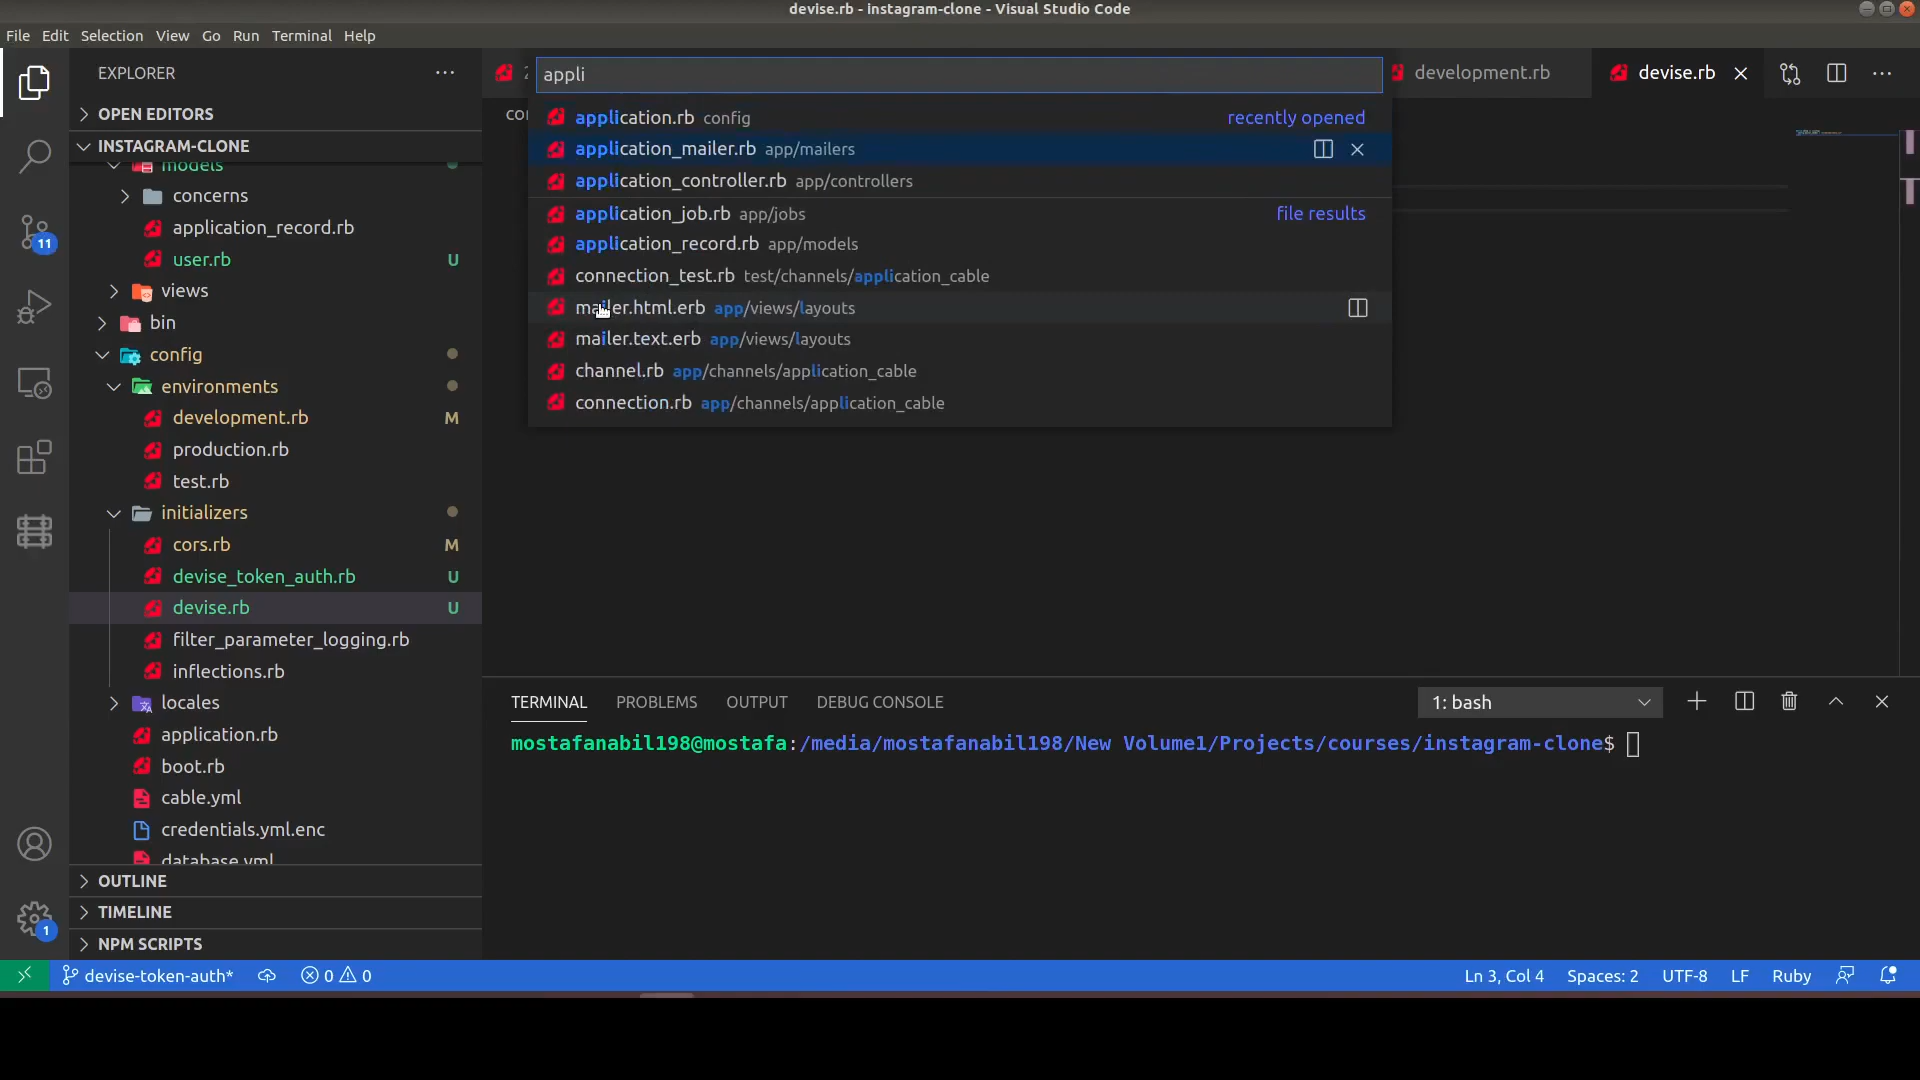 devise.rb - instagram-clone - Visual Studio Code
File Edit Selection View Go Run Terminal Help
EXPLORER
OPEN EDITORS
INSTAGRAM-CLONE
models
concerns
application_record.rb
user.rb U
views
bin
config
environments
development.rb M
production.rb
test.rb
initializers
cors.rb M
devise_token_auth.rb U
devise.rb U
filter_parameter_logging.rb
inflections.rb
locales
application.rb
boot.rb
cable.yml
credentials.yml.enc
database.yml
OUTLINE
TIMELINE
NPM SCRIPTS
11
1
development.rb
devise.rb
appli
application.rb config recently opened
application_mailer.rb app/mailers
application_controller.rb app/controllers
application_job.rb app/jobs file results
application_record.rb app/models
connection_test.rb test/channels/application_cable
mailer.html.erb app/views/layouts
mailer.text.erb app/views/layouts
channel.rb app/channels/application_cable
connection.rb app/channels/application_cable
TERMINAL PROBLEMS OUTPUT DEBUG CONSOLE 1: bash
mostafanabil198@mostafa:/media/mostafanabil198/New Volume1/Projects/courses/instagram-clone$
devise-token-auth* 0 0 Ln 3, Col 4 Spaces: 2 UTF-8 LF Ruby